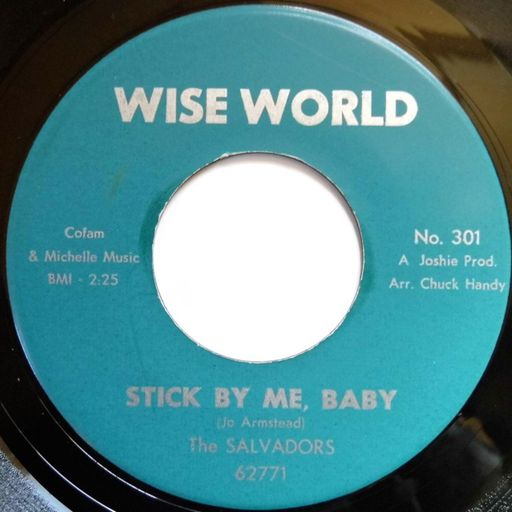 WISE WORLD
Cofam
& Michelle Music
BMI - 2:25
No. 301
A Joshie Prod.
Arr. Chuck Handy
STICK BY ME, BABY
(Jo Armstead)
The SALVADORS
62771